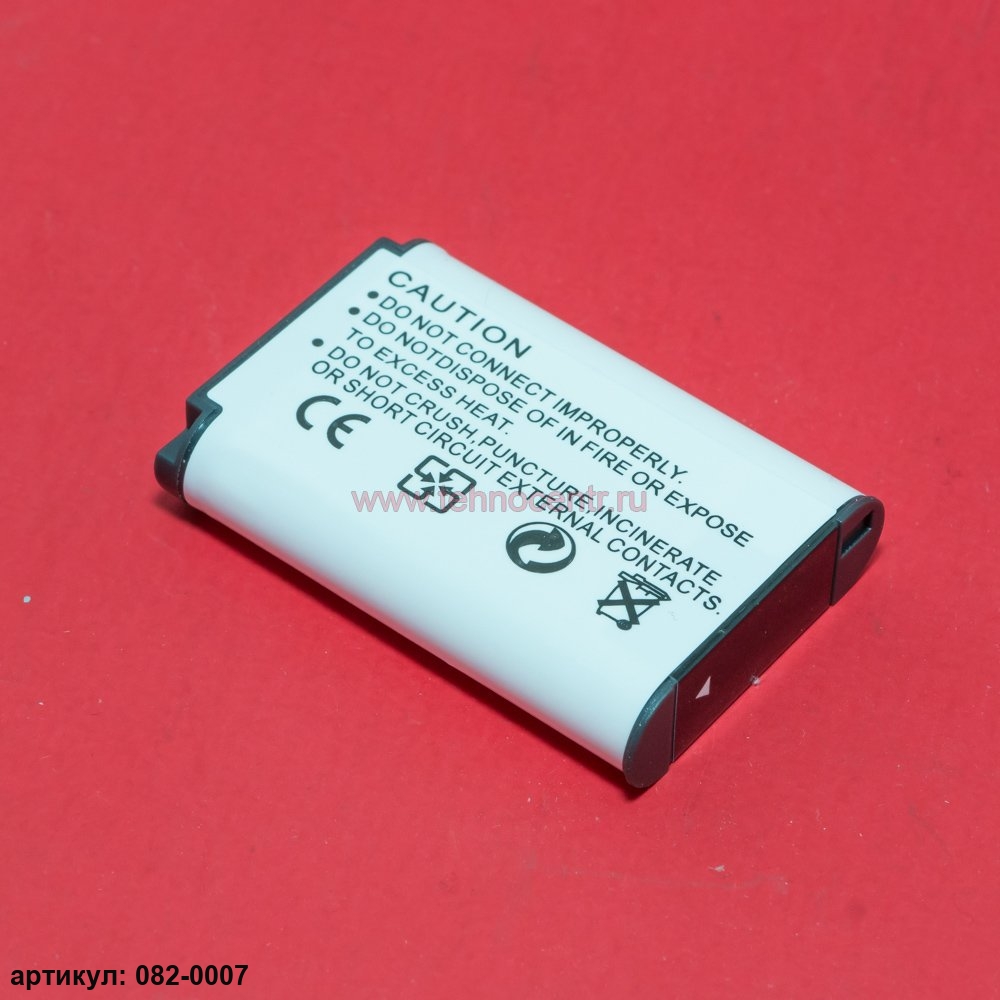 CAUTION
•DO NOT CONNECT IMPROPERLY.
•DO NOTDISPOSE OF IN FIRE OR EXPOSE
TO EXCESS HEAT.
•DO NOT CRUSH,PUNCTURE,INCINERATE
OR SHORT CIRCUIT EXTERNAL CONTACTS.
CE
www.tehnocentr.ru
артикул: 082-0007